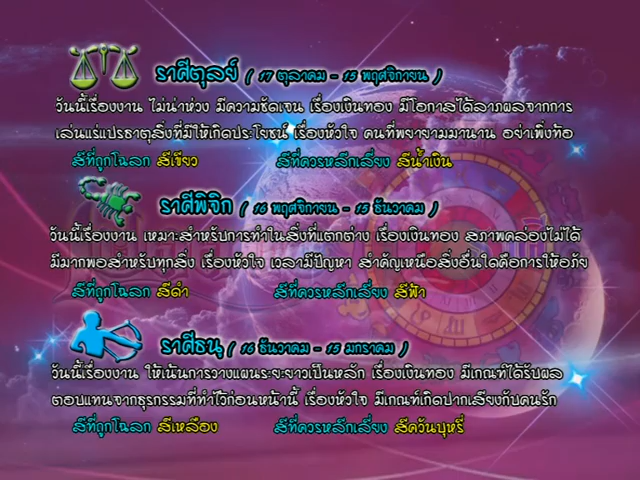 ราศีตุลย์ ( 17 ตุลาคม - 15 พฤศจิกายน )
วันนี้เรื่องงาน ไม่น่าห่วง มีความชัดเจน เรื่องเงินทอง มีโอกาสได้ลาภผลจากการ
เล่นแร่แปรธาตุสิ่งที่มีให้เกิดประโยชน์ เรื่องหัวใจ คนที่พยายามมานาน อย่าเพิ่งท้อ
สีที่ถูกโฉลก สีเขียว สีที่ควรหลีกเลี่ยง สีน้ำเงิน
ราศีพิจิก ( 16 พฤศจิกายน - 15 ธันวาคม )
วันนี้เรื่องงาน เหมาะสำหรับการทำในสิ่งที่แตกต่าง เรื่องเงินทอง สภาพคล่องไม่ได้
มีมากพอสำหรับทุกสิ่ง เรื่องหัวใจ เวลามีปัญหา สำคัญเหนือสิ่งอื่นใดคือการให้อภัย
สีที่ถูกโฉลก สีดำ สีที่ควรหลีกเลี่ยง สีฟ้า
ราศีธนู ( 16 ธันวาคม - 15 มกราคม )
วันนี้เรื่องงาน ให้เน้นการวางแผนระยะยาวเป็นหลัก เรื่องเงินทอง มีเกณฑ์ได้รับผล
ตอบแทนจากธุรกรรมที่ทำไว้ก่อนหน้านี้ เรื่องหัวใจ มีเกณฑ์เกิดปากเสียงกับคนรัก
สีที่ถูกโฉลก สีเหลือง สีที่ควรหลีกเลี่ยง สีควันบุหรี่